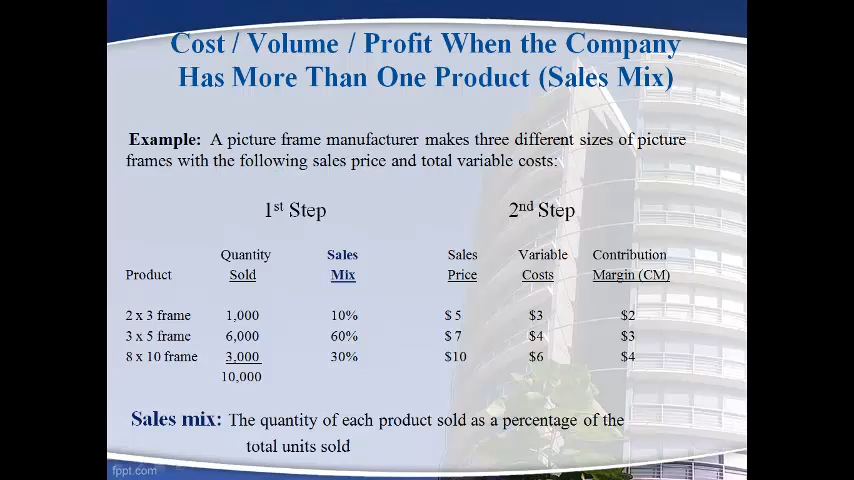 Cost / Volume / Profit When the Company
Has More Than One Product (Sales Mix)
Example: A picture frame manufacturer makes three different sizes of picture
frames with the following sales price and total variable costs:
1st Step 2nd Step
Quantity Sales Sales Variable Contribution
Product Sold Mix Price Costs Margin (CM)
2 x 3 frame 1,000 10% $ 5 $3 $2
3 x 5 frame 6,000 60% $ 7 $4 $3
8 x 10 frame 3,000 30% $10 $6 $4
10,000
Sales mix: The quantity of each product sold as a percentage of the
total units sold
fppt.com